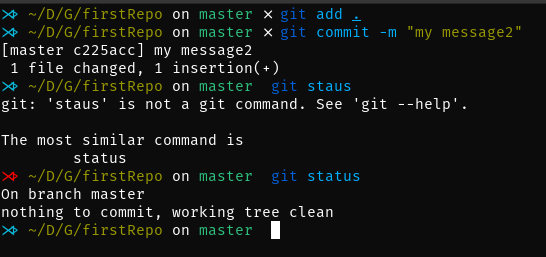 ⋊> ~/D/G/firstRepo on master ⨯ git add .
⋊> ~/D/G/firstRepo on master ⨯ git commit -m "my message2"
[master c225acc] my message2
 1 file changed, 1 insertion(+)
⋊> ~/D/G/firstRepo on master  git staus
git: 'staus' is not a git command. See 'git --help'.

The most similar command is
        status
⋊> ~/D/G/firstRepo on master  git status
On branch master
nothing to commit, working tree clean
⋊> ~/D/G/firstRepo on master